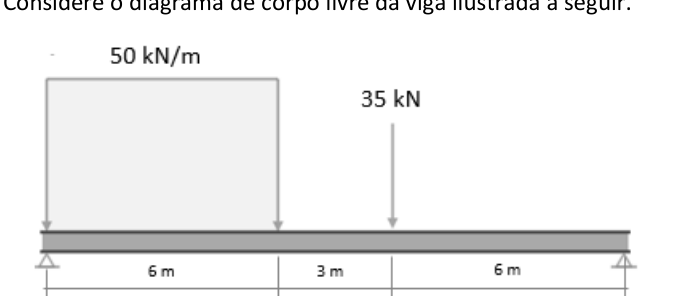 Considere o diagrama de corpo livre da viga ilustrada a seguir.
50 kN/m
35 kN
6 m 3 m 6 m